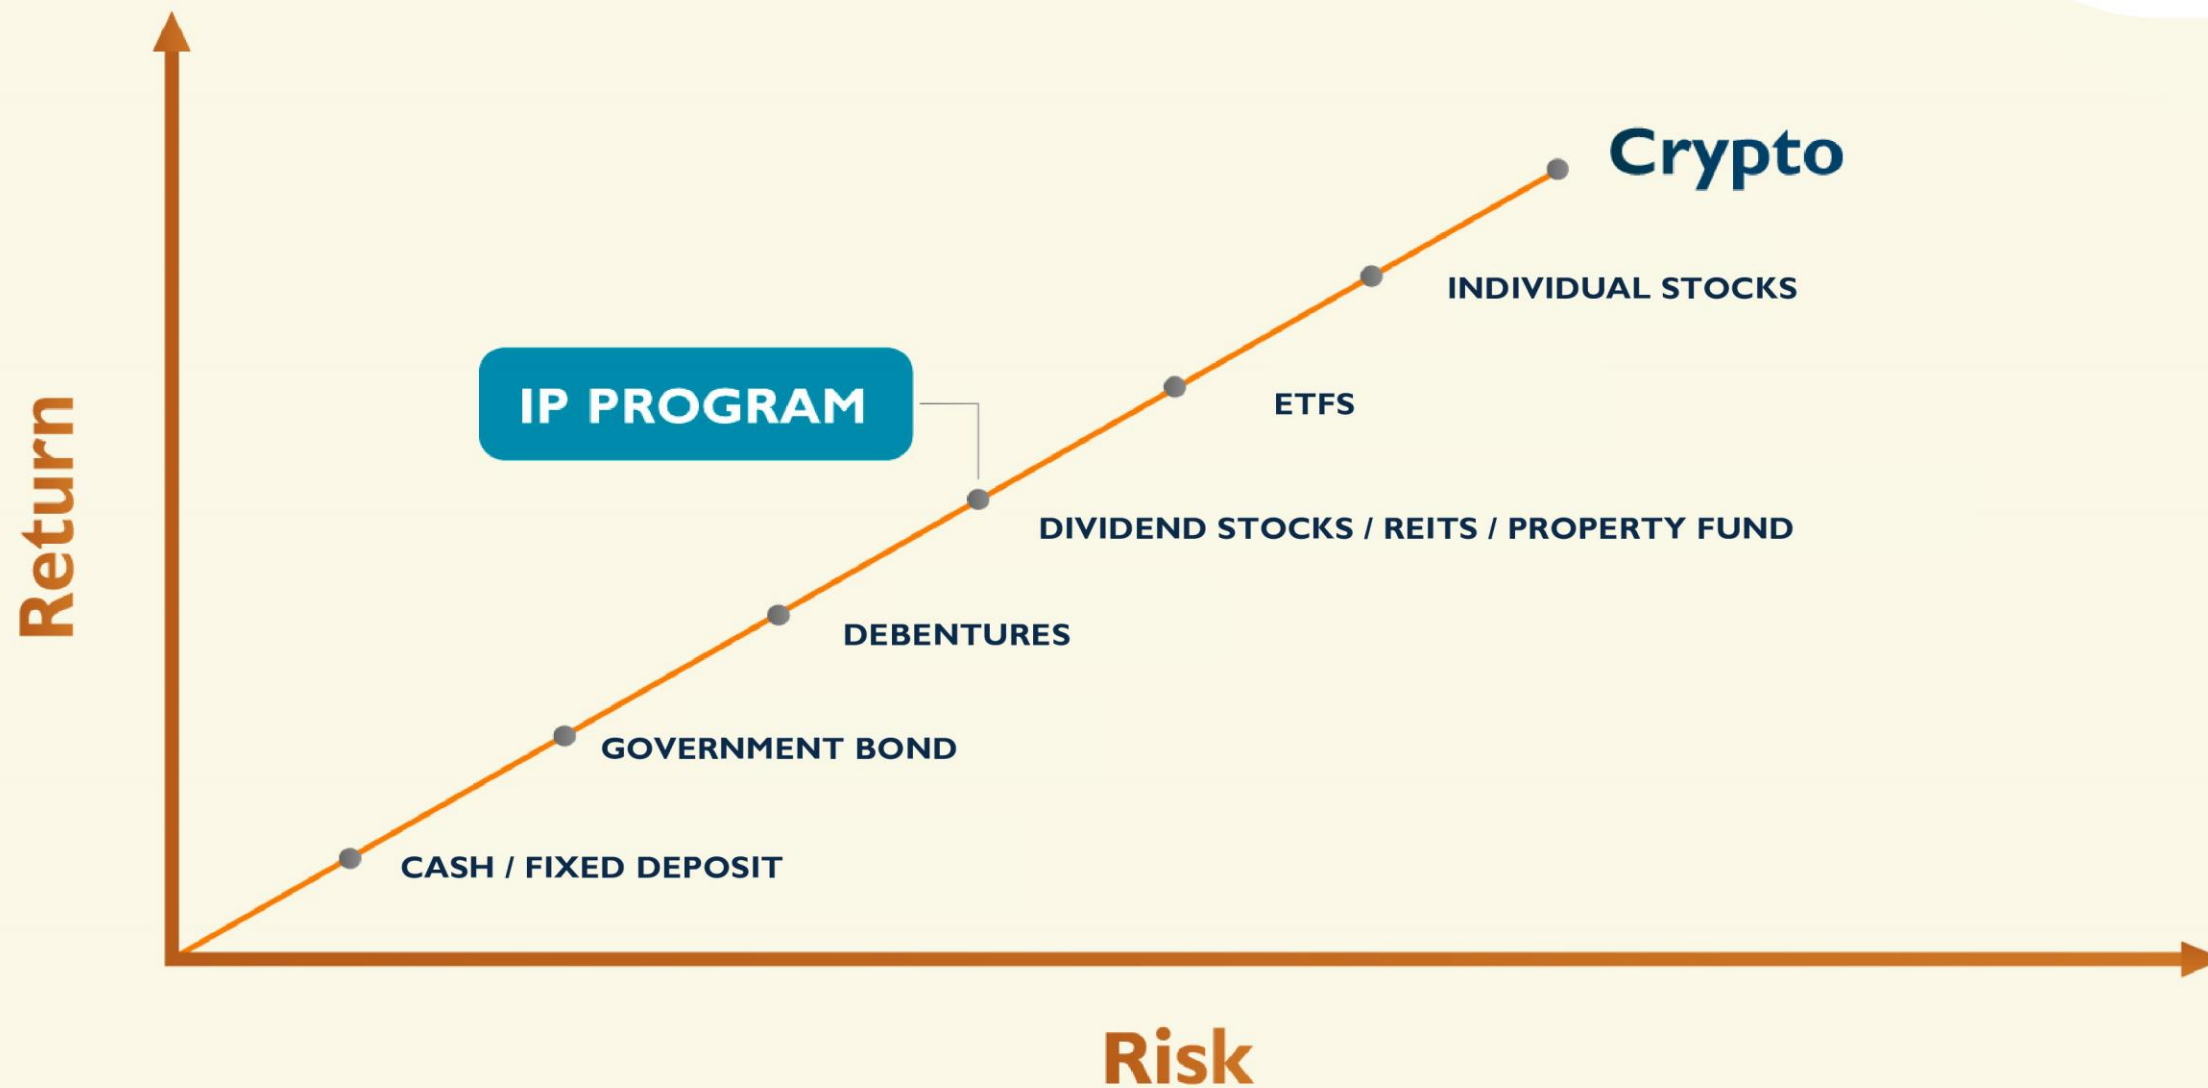 Crypto
INDIVIDUAL STOCKS
IP PROGRAM
ETFS
Return
DIVIDEND STOCKS / REITS / PROPERTY FUND
DEBENTURES
GOVERNMENT BOND
CASH / FIXED DEPOSIT
Risk